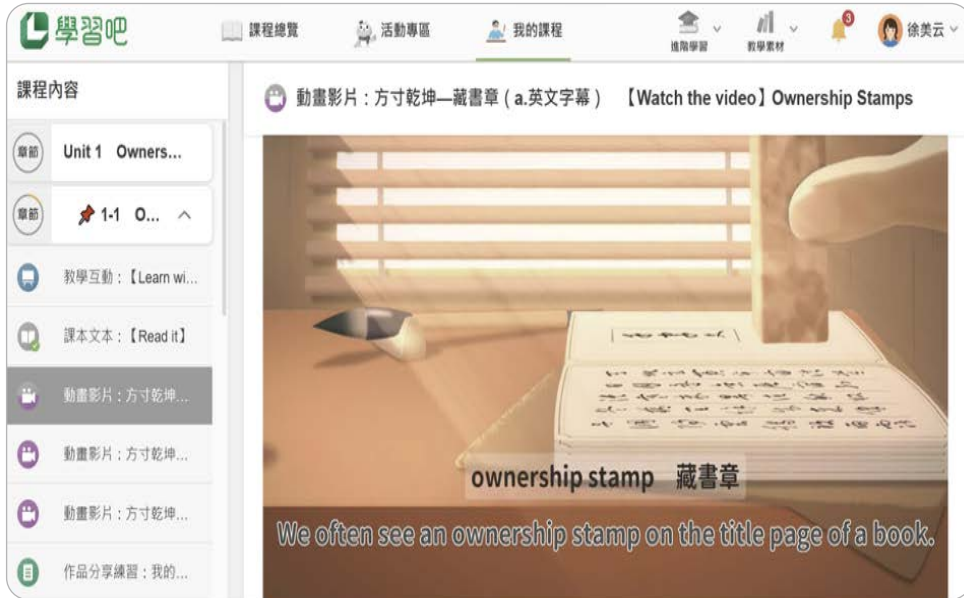 學習吧
課程總覽
活動專區
我的課程
進階學習
教學素材
3
徐美云
課程內容
章節 Unit 1 Owners...
章節 1-1 O...
教學互動：【Learn wi...
課本文本：【Read it】
動畫影片：方寸乾坤...
動畫影片：方寸乾坤...
動畫影片：方寸乾坤...
作品分享練習：我的...
動畫影片：方寸乾坤—藏書章（a.英文字幕） 【Watch the video】Ownership Stamps
ownership stamp 藏書章
We often see an ownership stamp on the title page of a book.